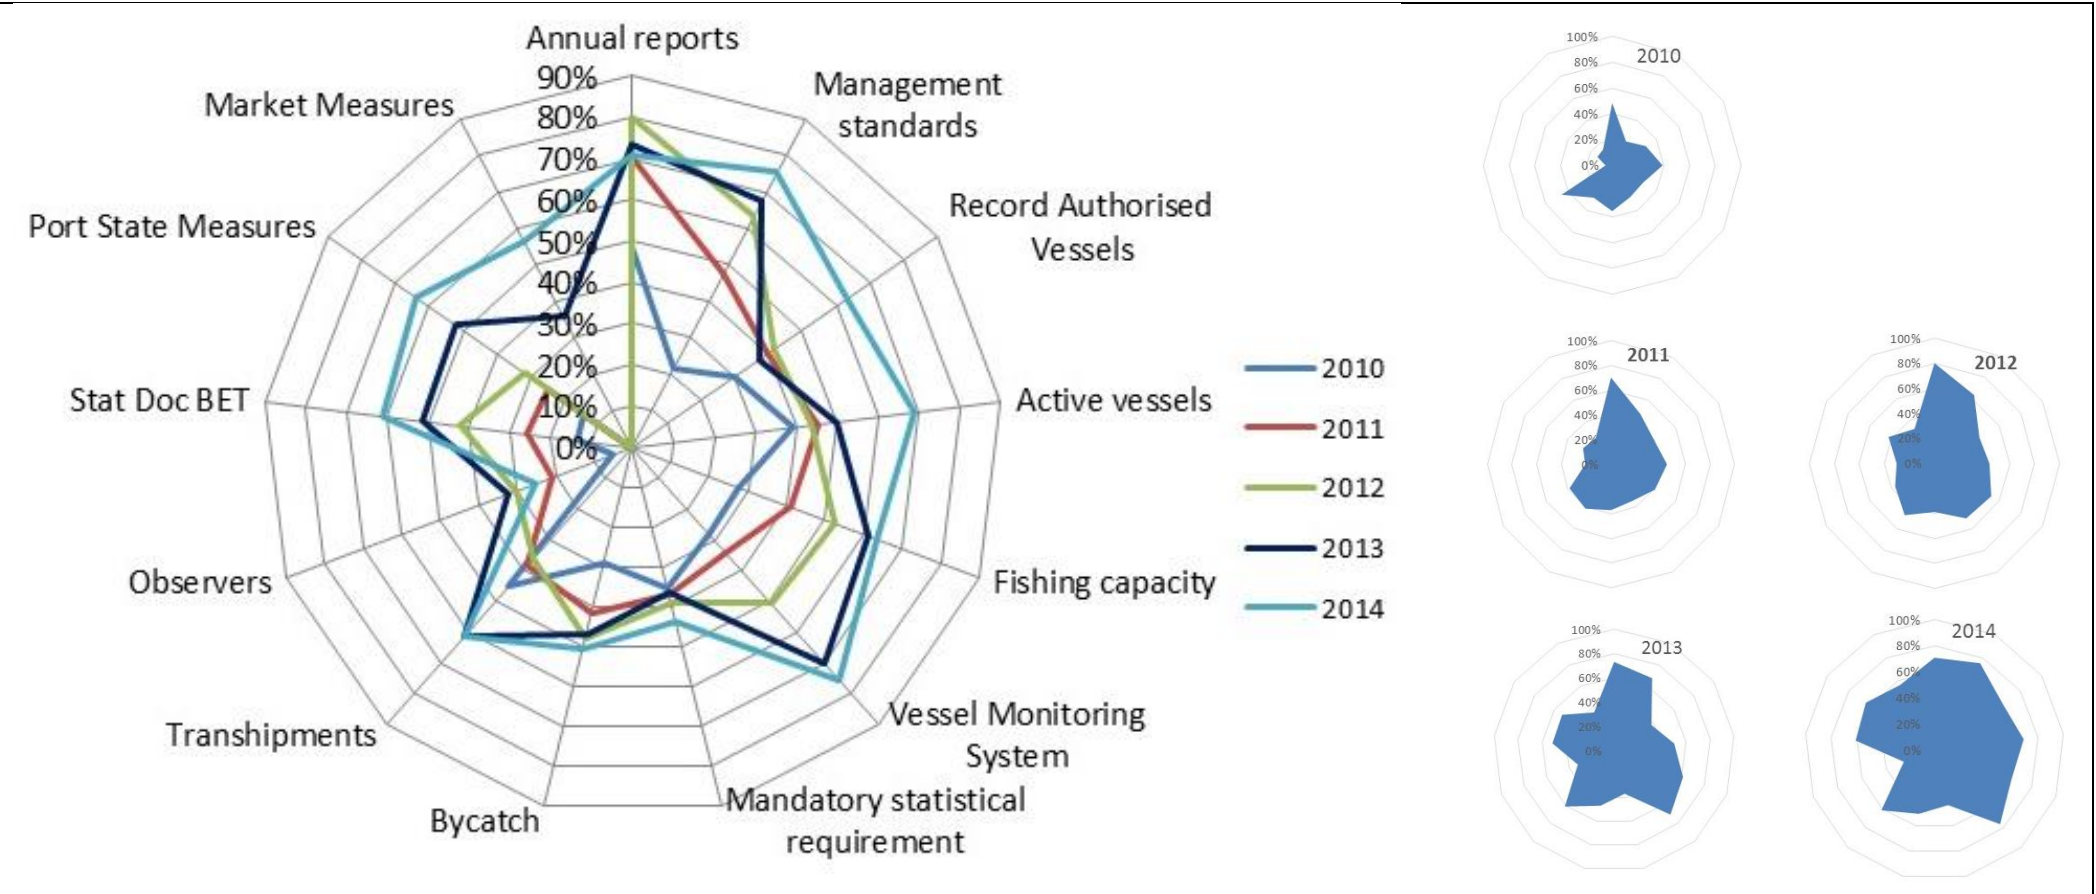 Annual reports
Management
standards
Record Authorised
Vessels
Active vessels
Fishing capacity
Vessel Monitoring
System
Mandatory statistical
requirement
Bycatch
Transhipments
Observers
Stat Doc BET
Port State Measures
Market Measures
90%
80%
70%
60%
50%
40%
30%
20%
10%
0%
2010
2011
2012
2013
2014
2010
100%
80%
60%
40%
20%
0%
2011
100%
80%
60%
40%
20%
0%
2012
100%
80%
60%
40%
20%
0%
2013
100%
80%
60%
40%
20%
0%
2014
100%
80%
60%
40%
20%
0%